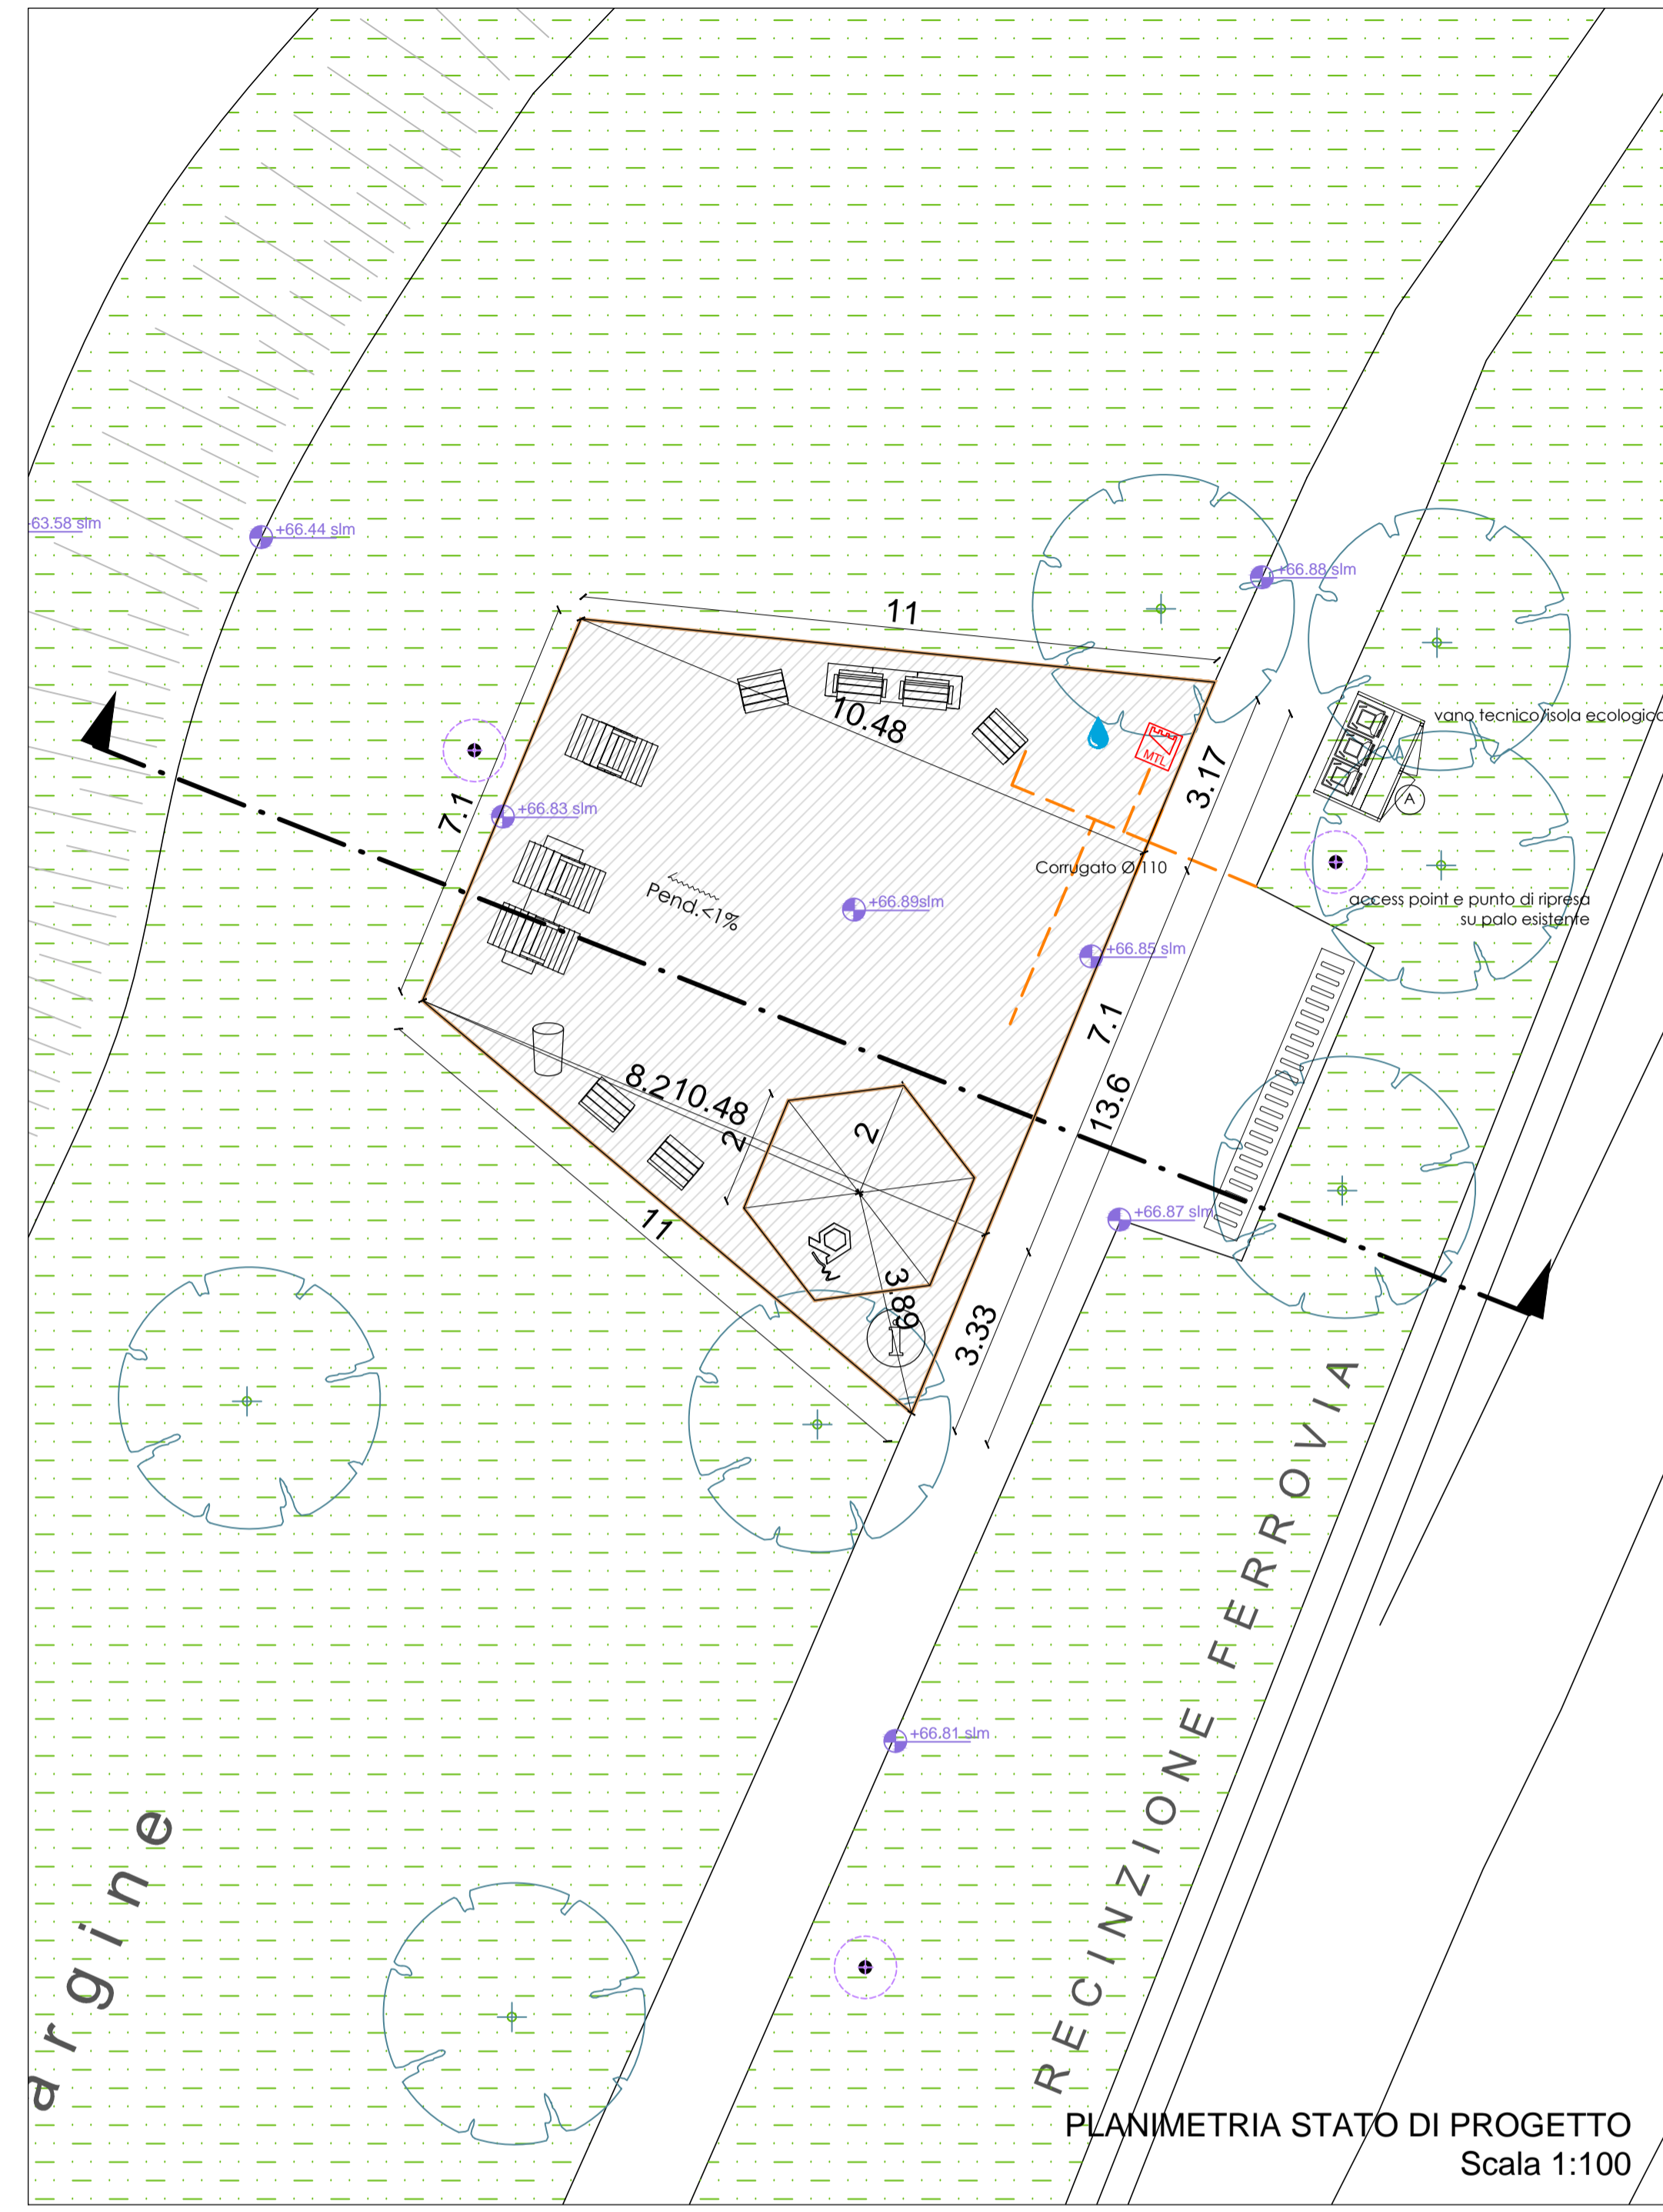 -63.58 slm
+66.44 slm
+66.88 slm
11
10.48
MTL
3.17
vano tecnico/isola ecologica
A
7.1
+66.83 slm
Corrugato Ø 110
Pend.<1%
+66.89slm
access point e punto di ripresa
su palo esistente
+66.85 slm
7.1
13.6
8.2
10.48
2
2
11
+66.87 slm
3.89
i
3.33
+66.81 slm
RECINZIONE FERROVIA
argine
PLANIMETRIA STATO DI PROGETTO
Scala 1:100